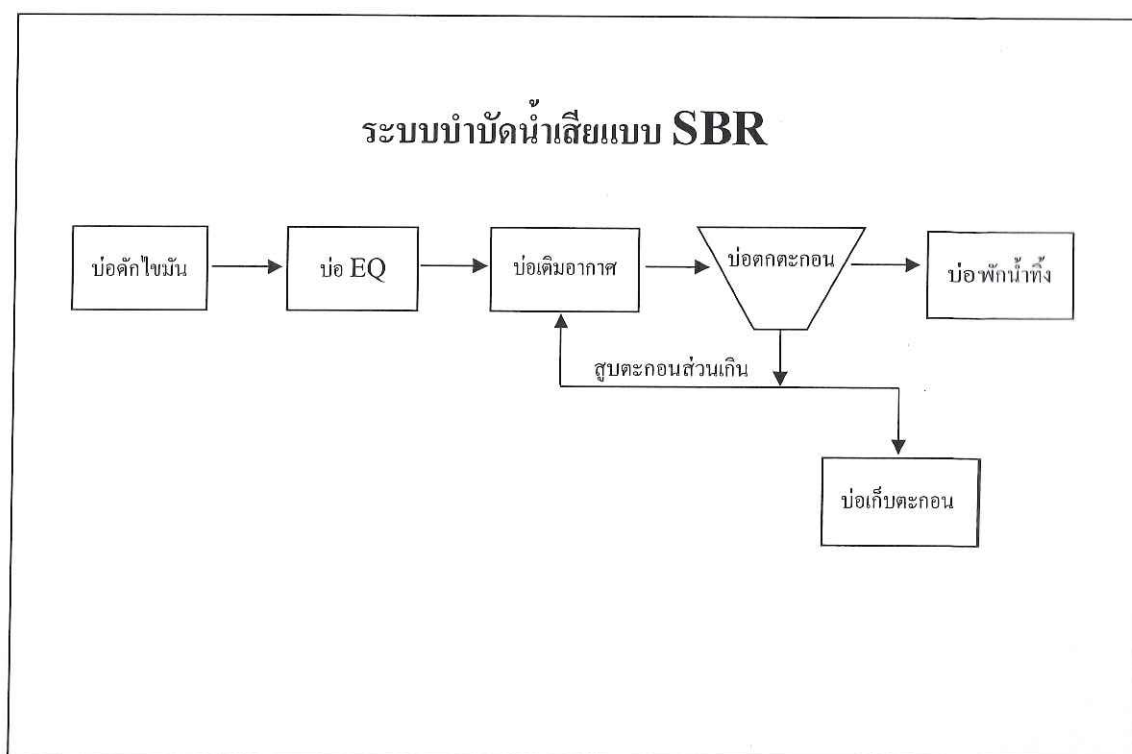 ระบบบำบัดน้ำเสียแบบ SBR
บ่อดักไขมัน
บ่อ EQ
บ่อเติมอากาศ
บ่อตกตะกอน
บ่อพักน้ำทิ้ง
สูบตะกอนส่วนเกิน
บ่อเก็บตะกอน